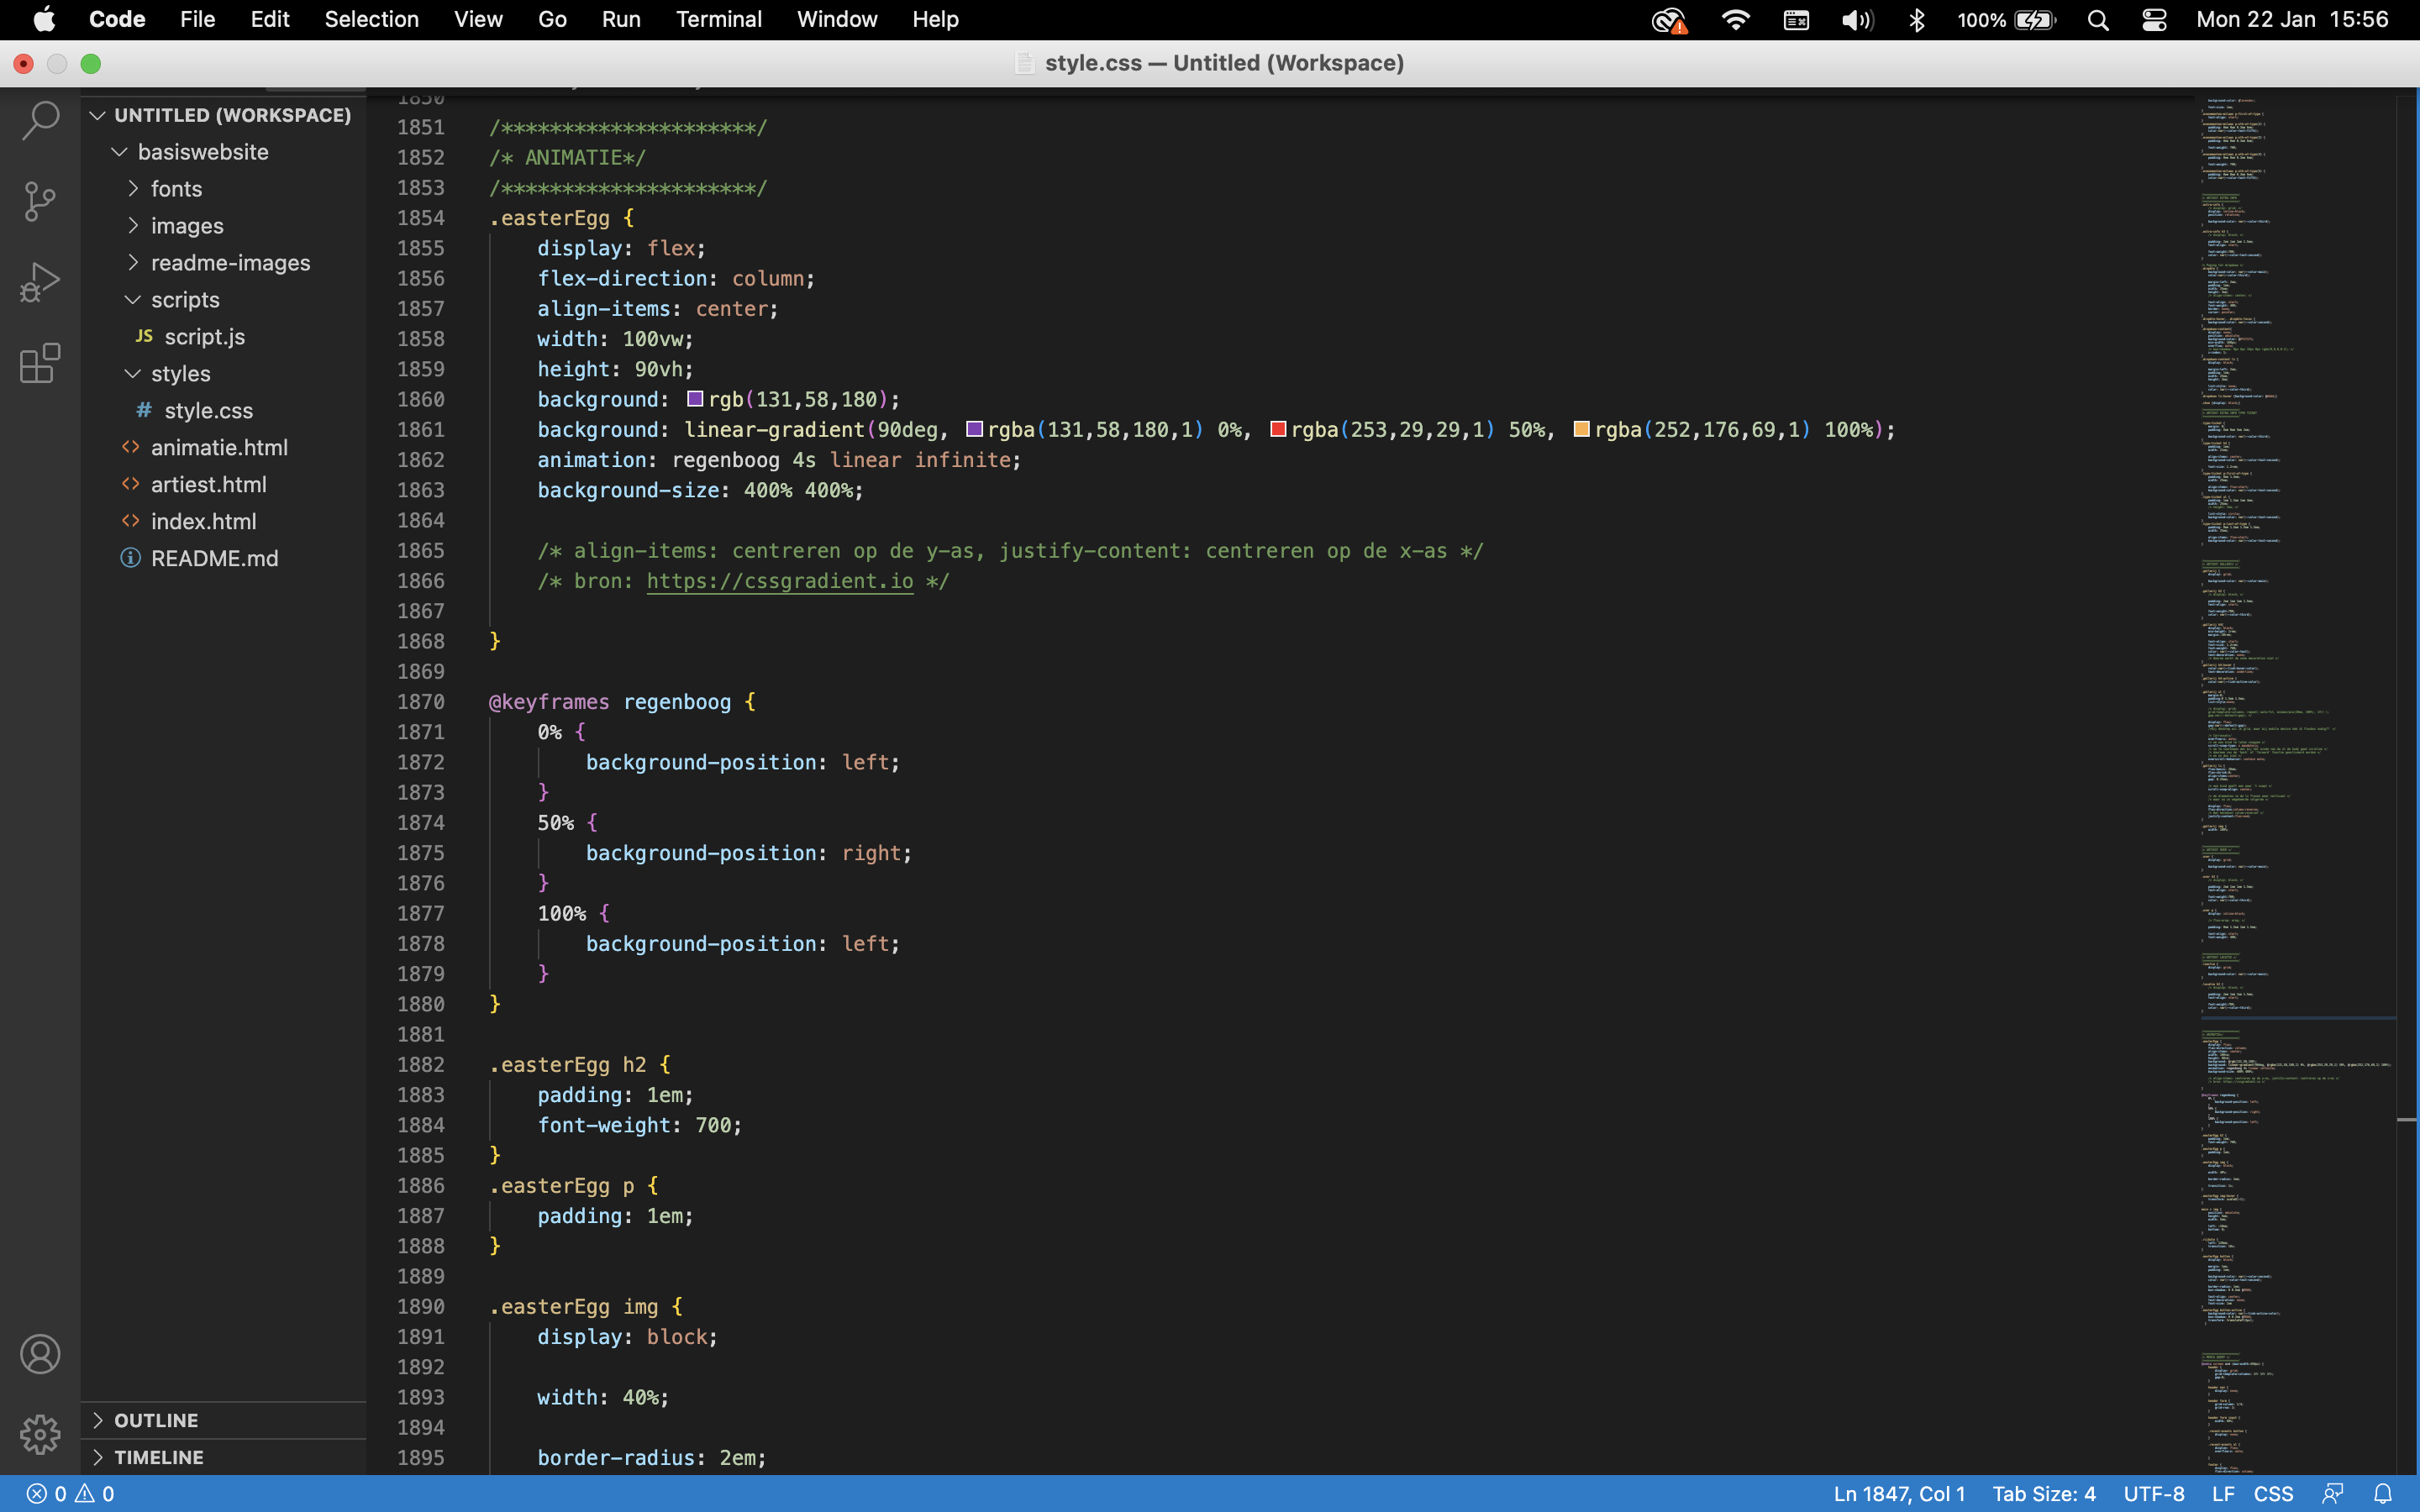 Code File Edit Selection View Go Run Terminal Window Help 100% Mon 22 Jan 15:56
style.css — Untitled (Workspace)
UNTITLED (WORKSPACE)
basiswebsite
fonts
images
readme-images
scripts
JS script.js
styles
# style.css
<> animatie.html
<> artiest.html
<> index.html
README.md
OUTLINE
TIMELINE
1850
1851 /*********************/
1852 /* ANIMATIE*/
1853 /*********************/
1854 .easterEgg {
1855 display: flex;
1856 flex-direction: column;
1857 align-items: center;
1858 width: 100vw;
1859 height: 90vh;
1860 background: rgb(131,58,180);
1861 background: linear-gradient(90deg, rgba(131,58,180,1) 0%, rgba(253,29,29,1) 50%, rgba(252,176,69,1) 100%);
1862 animation: regenboog 4s linear infinite;
1863 background-size: 400% 400%;
1864
1865 /* align-items: centreren op de y-as, justify-content: centreren op de x-as */
1866 /* bron: https://cssgradient.io */
1867
1868 }
1869
1870 @keyframes regenboog {
1871 0% {
1872 background-position: left;
1873 }
1874 50% {
1875 background-position: right;
1876 }
1877 100% {
1878 background-position: left;
1879 }
1880 }
1881
1882 .easterEgg h2 {
1883 padding: 1em;
1884 font-weight: 700;
1885 }
1886 .easterEgg p {
1887 padding: 1em;
1888 }
1889
1890 .easterEgg img {
1891 display: block;
1892
1893 width: 40%;
1894
1895 border-radius: 2em;
0 0 Ln 1847, Col 1 Tab Size: 4 UTF-8 LF CSS